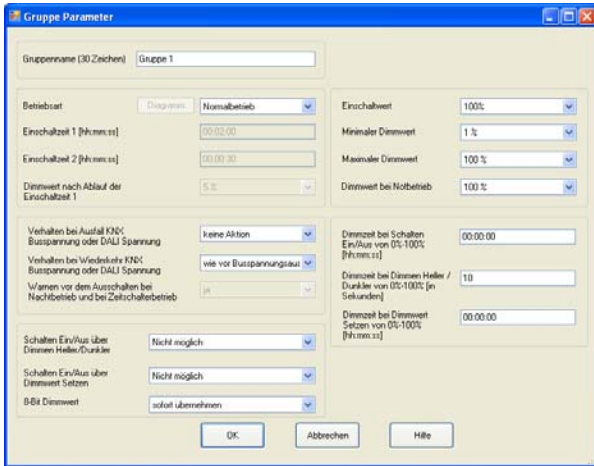 Gruppe Parameter
Gruppenname (30 Zeichen) Gruppe 1
Betriebsart Diagramm Normalbetrieb
Einschaltzeit 1 [hh:mm:ss] 00:02:00
Einschaltzeit 2 [hh:mm:ss] 00:00:30
Dimmwert nach Ablauf der
Einschaltzeit 1 5 %
Einschaltwert 100%
Minimaler Dimmwert 1 %
Maximaler Dimmwert 100 %
Dimmwert bei Notbetrieb 100 %
Verhalten bei Ausfall KNX
Busspannung oder DALI Spannung keine Aktion
Verhalten bei Wiederkehr KNX
Busspannung oder DALI Spannung wie vor Busspannungsaus
Warnen vor dem Ausschalten bei
Nachtbetrieb und bei Zeitschalterbetrieb ja
Dimmzeit bei Schalten
Ein/Aus von 0%-100%
[hh:mm:ss] 00:00:00
Dimmzeit bei Dimmen Heller /
Dunkler von 0%-100% [in
Sekunden] 10
Dimmzeit bei Dimmwert
Setzen von 0%-100%
[hh:mm:ss] 00:00:00
Schalten Ein/Aus über
Dimmen Heller/Dunkler Nicht möglich
Schalten Ein/Aus über
Dimmwert Setzen Nicht möglich
8-Bit Dimmwert sofort übernehmen
OK Abbrechen Hilfe